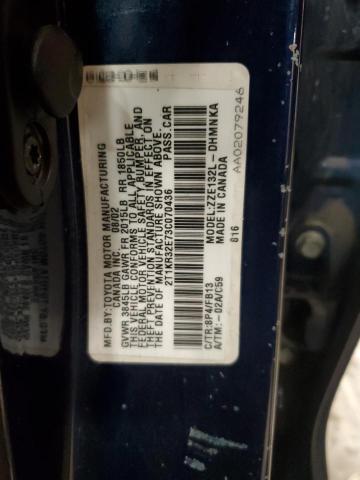 MFD.BY: TOYOTA MOTOR MANUFACTURING
CANADA INC. 08/02
GVWR 3845LB GAWR FR 2015LB RR 1850LB
THIS VEHICLE CONFORMS TO ALL APPLICABLE
FEDERAL MOTOR VEHICLE SAFETY, BUMPER, AND
THEFT PREVENTION STANDARDS IN EFFECT ON
THE DATE OF MANUFACTURE SHOWN ABOVE.
2T1KR32E73C070436 PASS.CAR
C/TR:8P4/FB13 MODEL:ZZE132L-DHMNKA
A/TM:-02A/C59 MADE IN CANADA
816
AA02079246